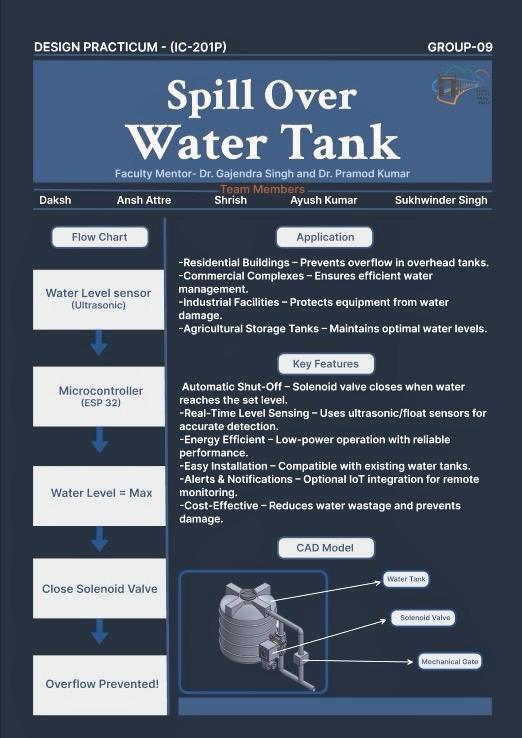 DESIGN PRACTICUM - (IC-201P)
GROUP-09
Spill Over
Water Tank
Faculty Mentor- Dr. Gajendra Singh and Dr. Pramod Kumar
Team Members
Daksh
Ansh Attre
Shrish
Ayush Kumar
Sukhwinder Singh
Flow Chart
Water Level sensor
(Ultrasonic)
Microcontroller
(ESP 32)
Water Level = Max
Close Solenoid Valve
Overflow Prevented!
Application
-Residential Buildings – Prevents overflow in overhead tanks.
-Commercial Complexes – Ensures efficient water
management.
-Industrial Facilities – Protects equipment from water
damage.
-Agricultural Storage Tanks – Maintains optimal water levels.
Key Features
Automatic Shut-Off – Solenoid valve closes when water
reaches the set level.
-Real-Time Level Sensing – Uses ultrasonic/float sensors for
accurate detection.
-Energy Efficient – Low-power operation with reliable
performance.
-Easy Installation – Compatible with existing water tanks.
-Alerts & Notifications – Optional IoT integration for remote
monitoring.
-Cost-Effective – Reduces water wastage and prevents
damage.
CAD Model
Water Tank
Solenoid Valve
Mechanical Gate